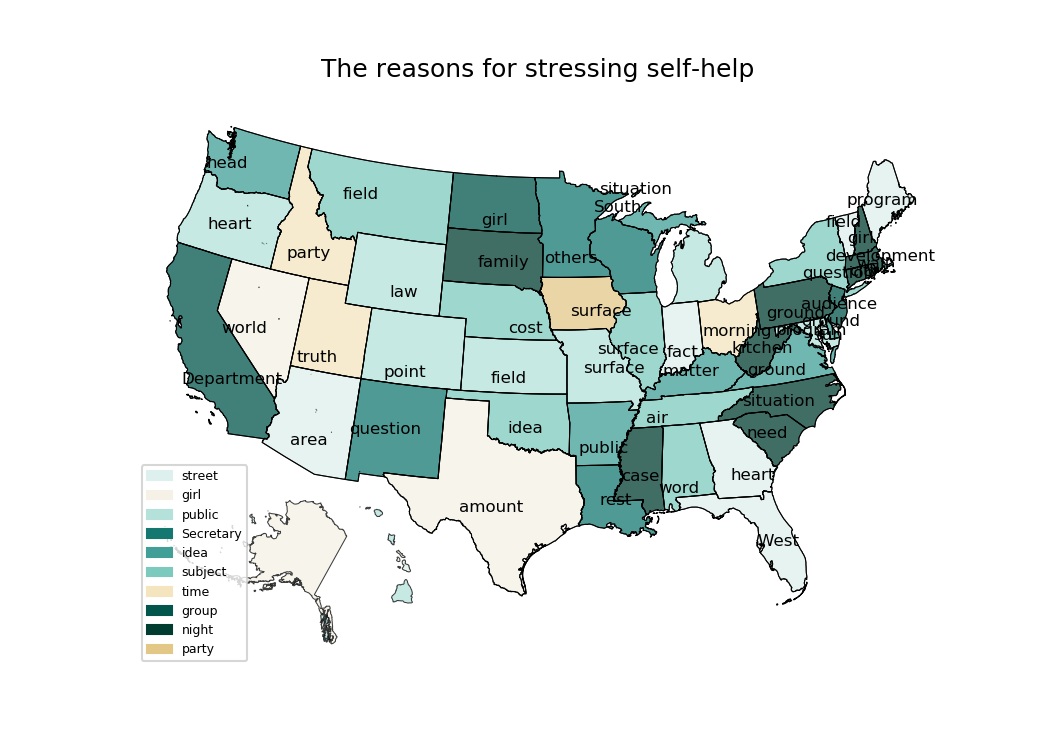 The reasons for stressing self-help
head
field
situation
South
program
heart
girl
field
girl
party
family
others
development
law
question
surface
audience
world
cost
ground
ground
morning
program
truth
surface
fact
kitchen
point
field
surface
matter
ground
Department
area
question
idea
air
situation
public
need
amount
case
word
heart
rest
West
street
girl
public
Secretary
idea
subject
time
group
night
party